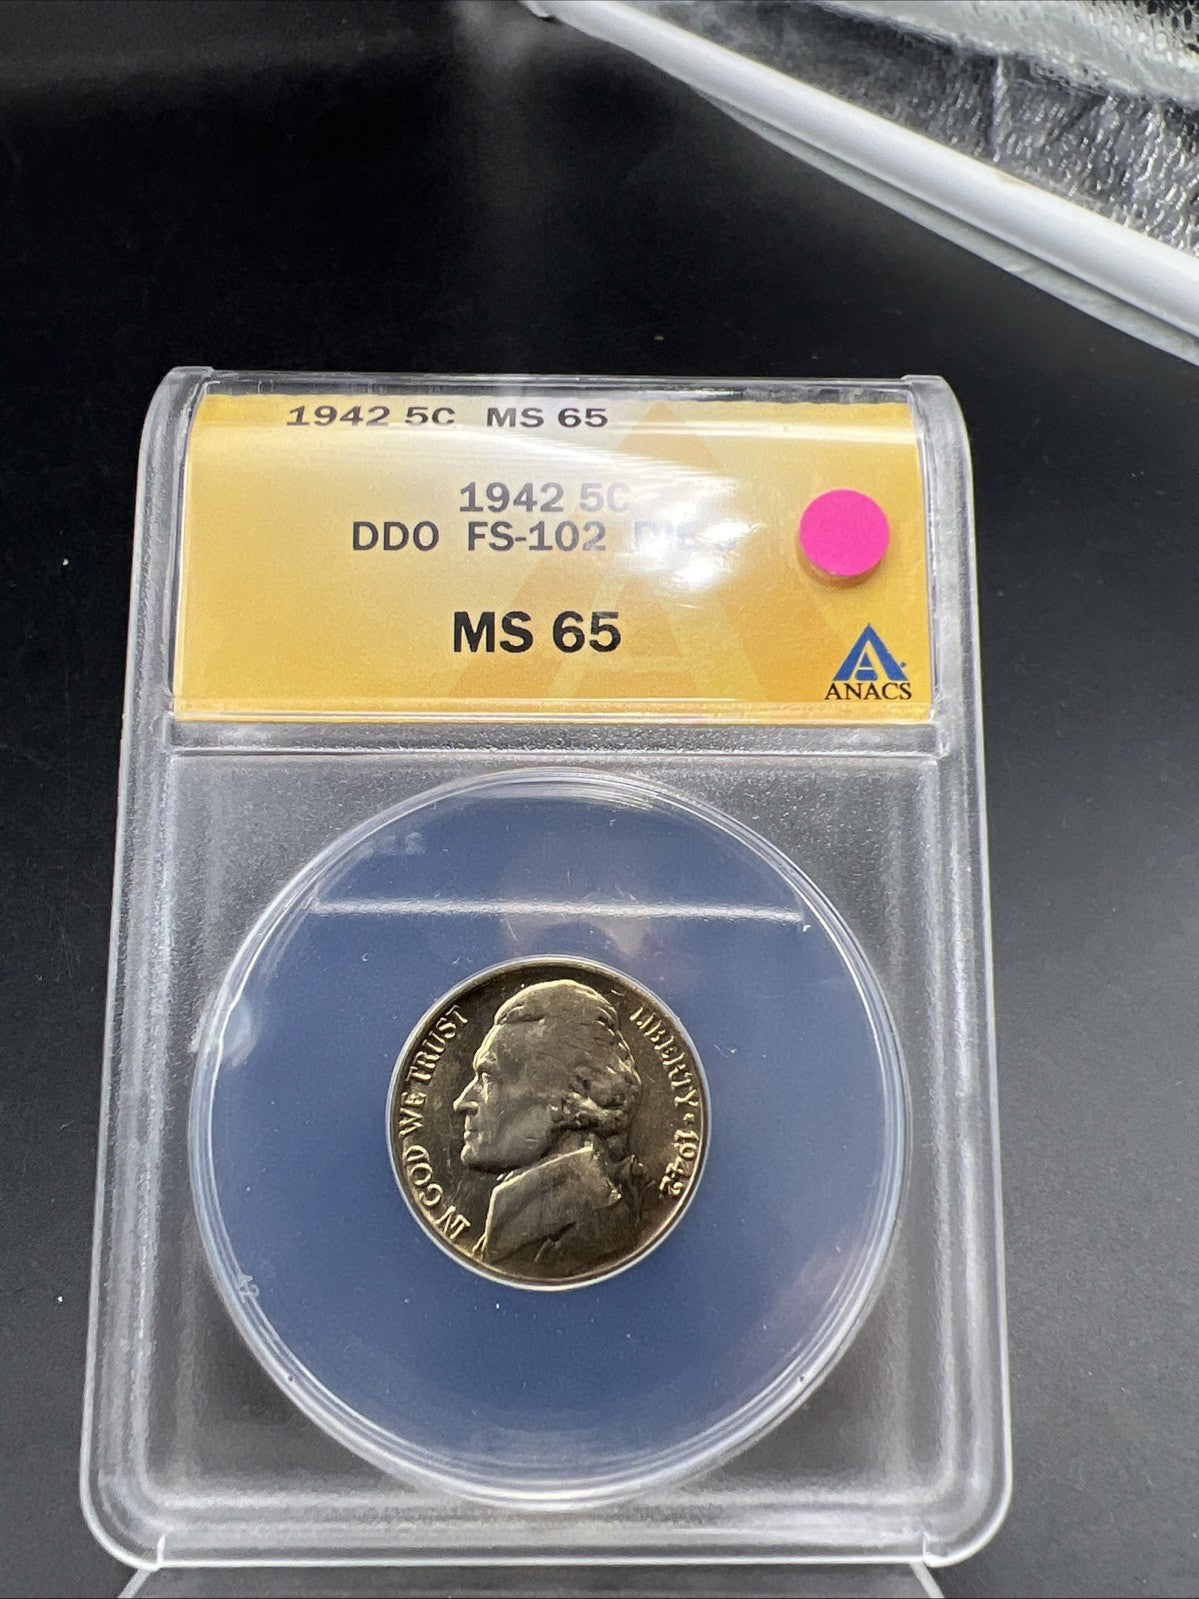 1942 5C MS 65
1942 5C
DDO FS-102
MS 65
ANACS
IN GOD WE TRUST
LIBERTY 1942